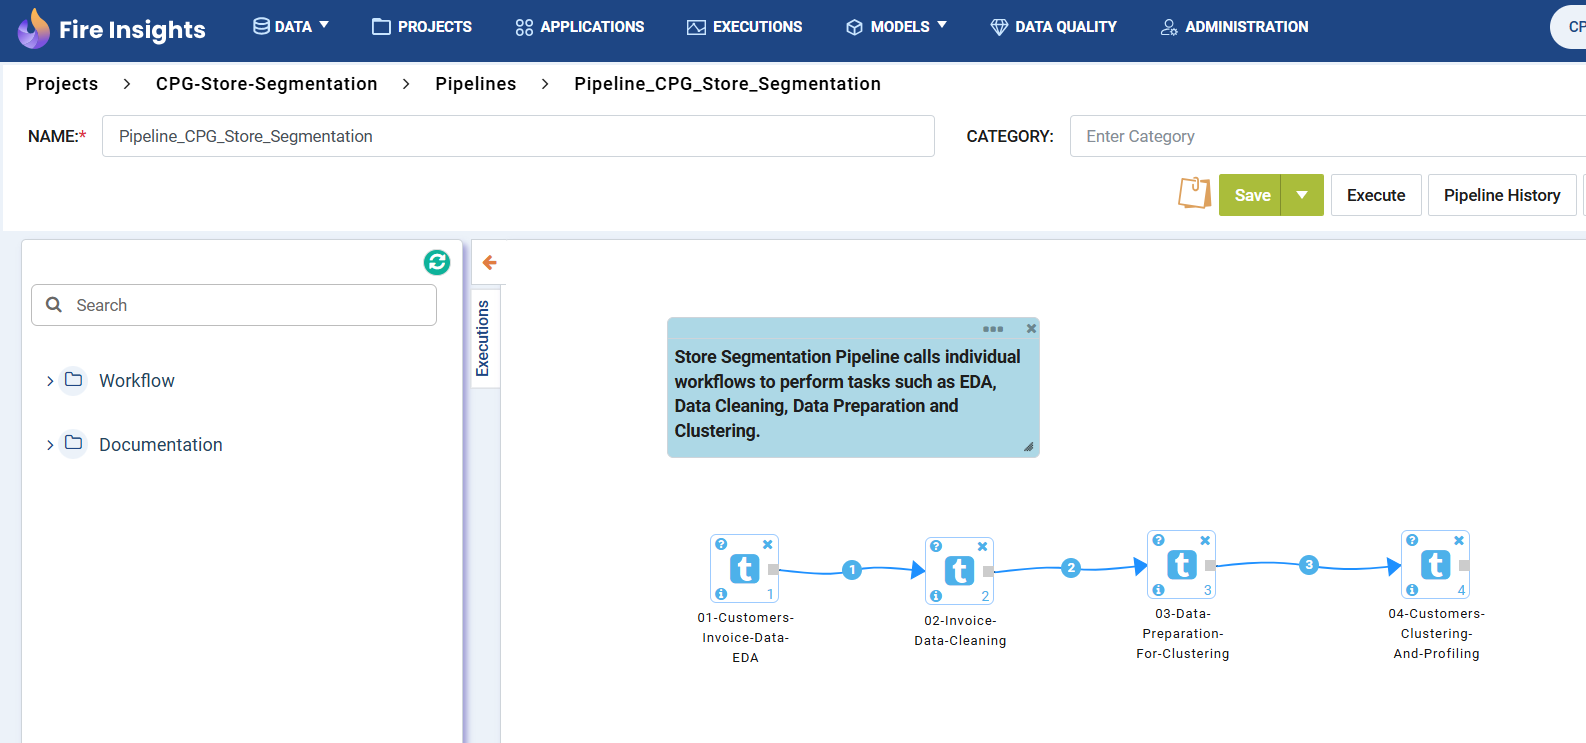 Fire Insights
DATA
PROJECTS
APPLICATIONS
EXECUTIONS
MODELS
DATA QUALITY
ADMINISTRATION
CP
Projects > CPG-Store-Segmentation > Pipelines > Pipeline_CPG_Store_Segmentation
NAME:* Pipeline_CPG_Store_Segmentation
CATEGORY: Enter Category
Save
Execute
Pipeline History
Search
Workflow
Documentation
Executions
Store Segmentation Pipeline calls individual
workflows to perform tasks such as EDA,
Data Cleaning, Data Preparation and
Clustering.
t
1
01-Customers-
Invoice-Data-
EDA
1
t
2
02-Invoice-
Data-Cleaning
2
t
3
03-Data-
Preparation-
For-Clustering
3
t
4
04-Customers-
Clustering-
And-Profiling